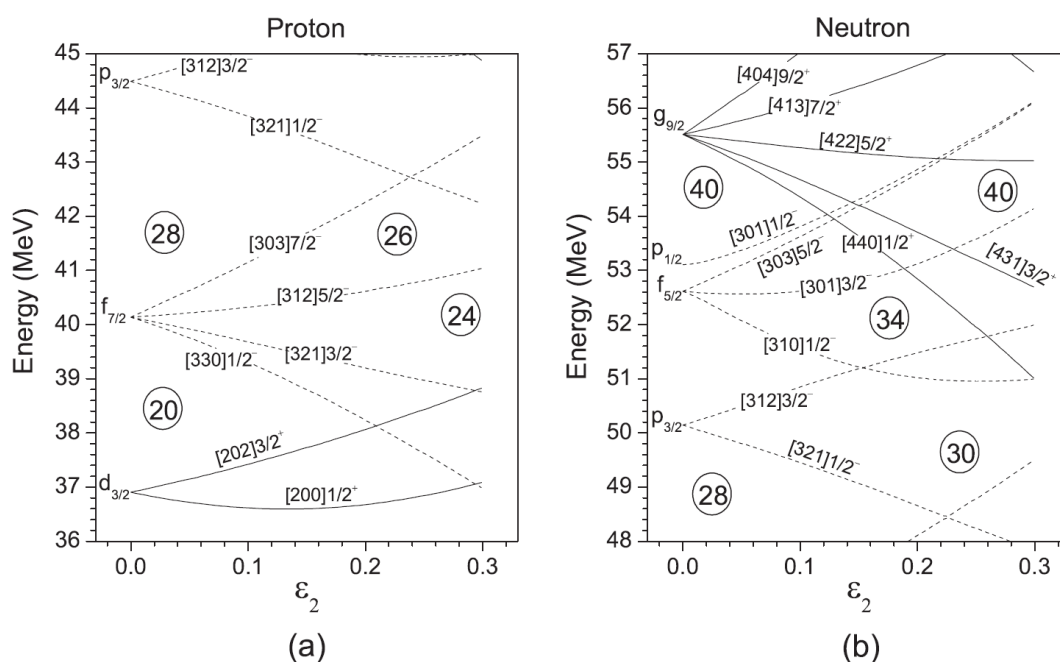 Proton
Energy (MeV)
45
44
43
42
41
40
39
38
37
36
p3/2
f7/2
d3/2
[312]3/2⁻
[321]1/2⁻
[303]7/2⁻
[312]5/2⁻
[321]3/2⁻
[330]1/2⁻
[202]3/2⁺
[200]1/2⁺
28
26
24
20
0.0 0.1 0.2 0.3
ε₂
(a)
Neutron
Energy (MeV)
57
56
55
54
53
52
51
50
49
48
g9/2
p1/2
f5/2
p3/2
[404]9/2⁺
[413]7/2⁺
[422]5/2⁺
[301]1/2⁻
[303]5/2⁻
[440]1/2⁺
[431]3/2⁺
[301]3/2⁻
[310]1/2⁻
[312]3/2⁻
[321]1/2⁻
40
40
34
30
28
0.0 0.1 0.2 0.3
ε₂
(b)